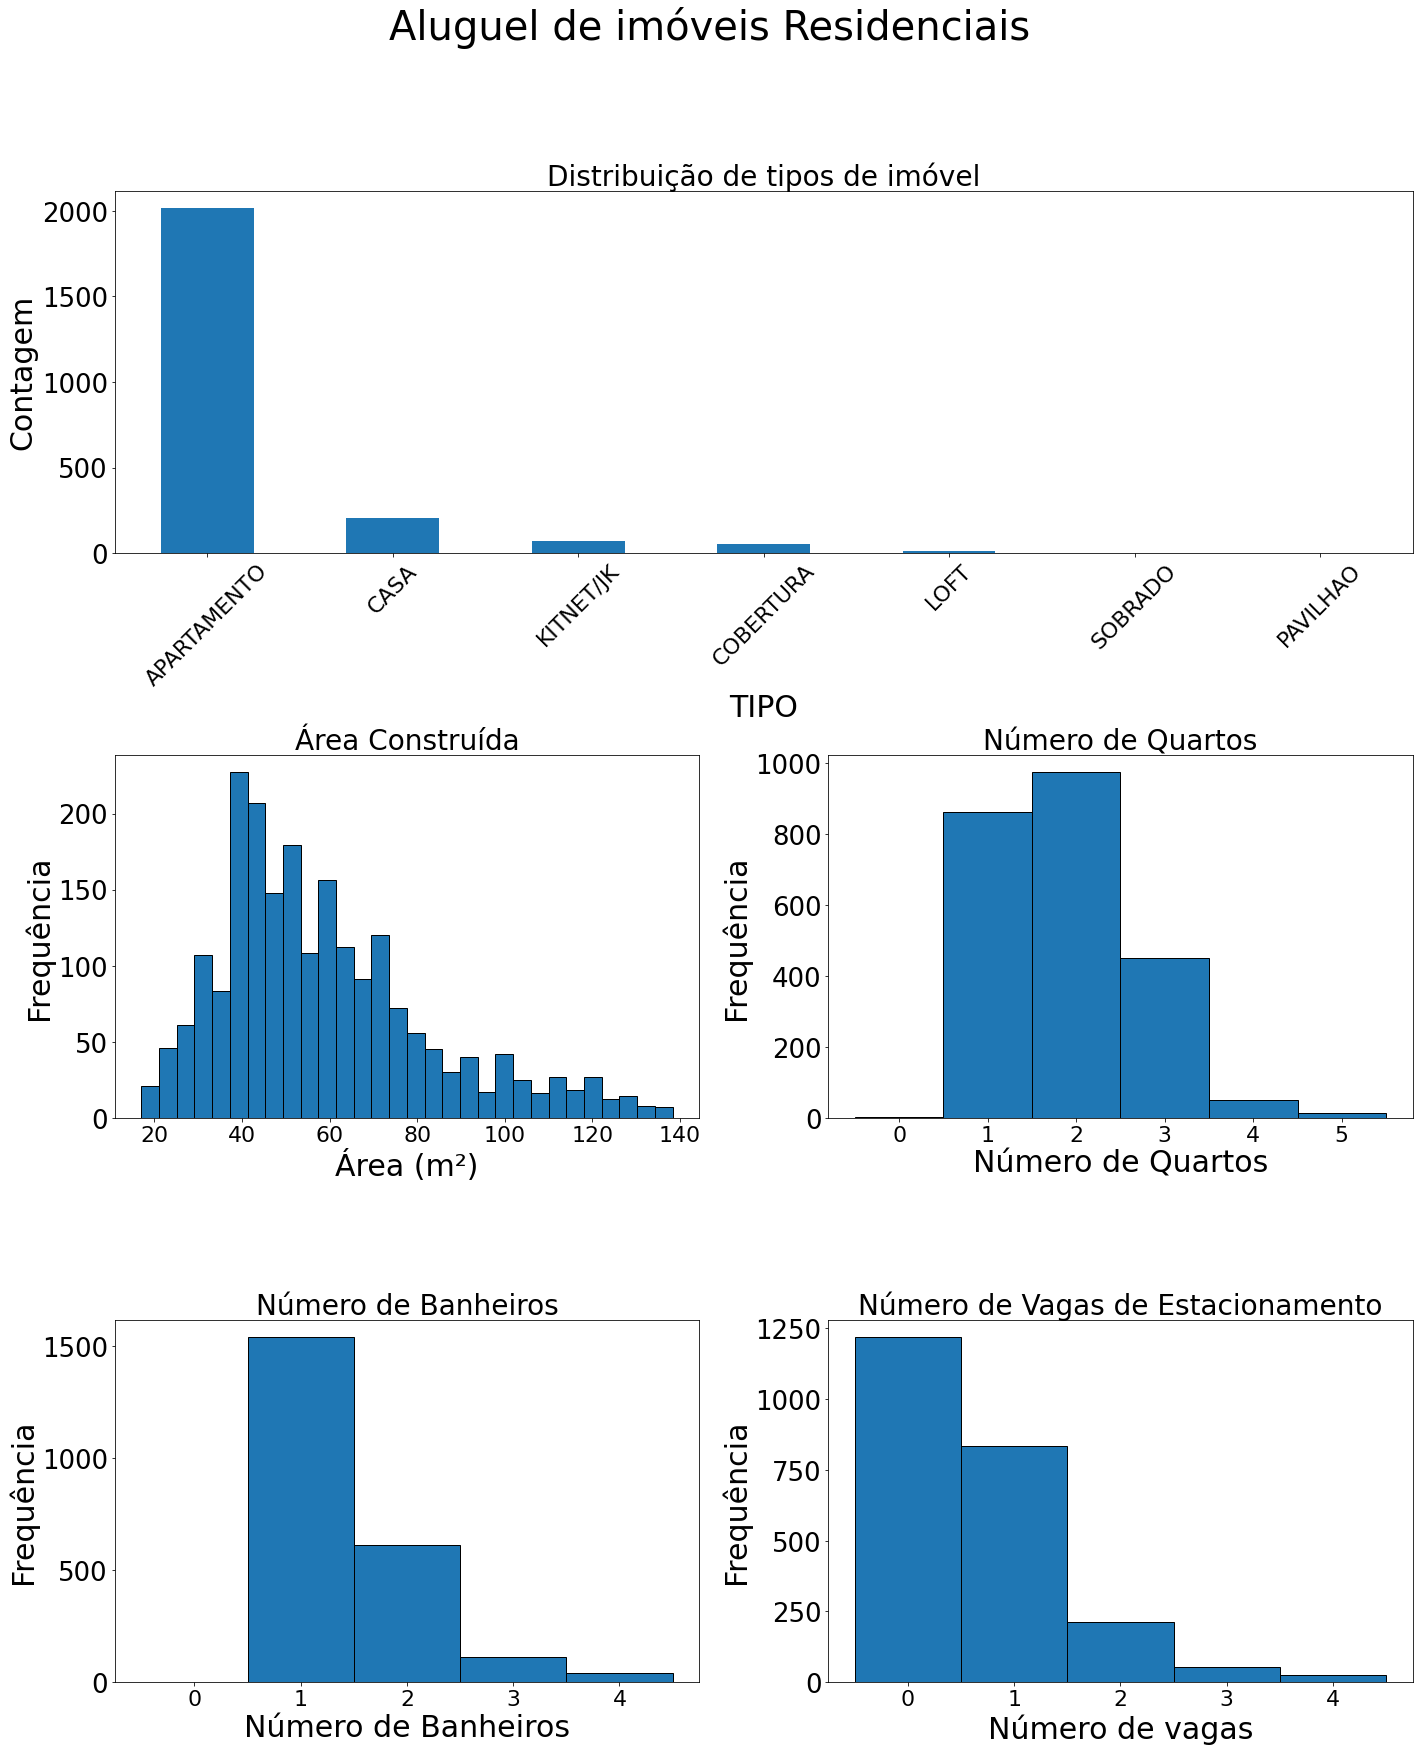 Aluguel de imóveis Residenciais
Distribuição de tipos de imóvel
Contagem
2000
1500
1000
500
0
APARTAMENTO
CASA
KITNET/JK
COBERTURA
LOFT
SOBRADO
PAVILHAO
TIPO
Área Construída
Frequência
200
150
100
50
0
20 40 60 80 100 120 140
Área (m²)
Número de Quartos
Frequência
1000
800
600
400
200
0
0 1 2 3 4 5
Número de Quartos
Número de Banheiros
Frequência
1500
1000
500
0
0 1 2 3 4
Número de Banheiros
Número de Vagas de Estacionamento
Frequência
1250
1000
750
500
250
0
0 1 2 3 4
Número de vagas